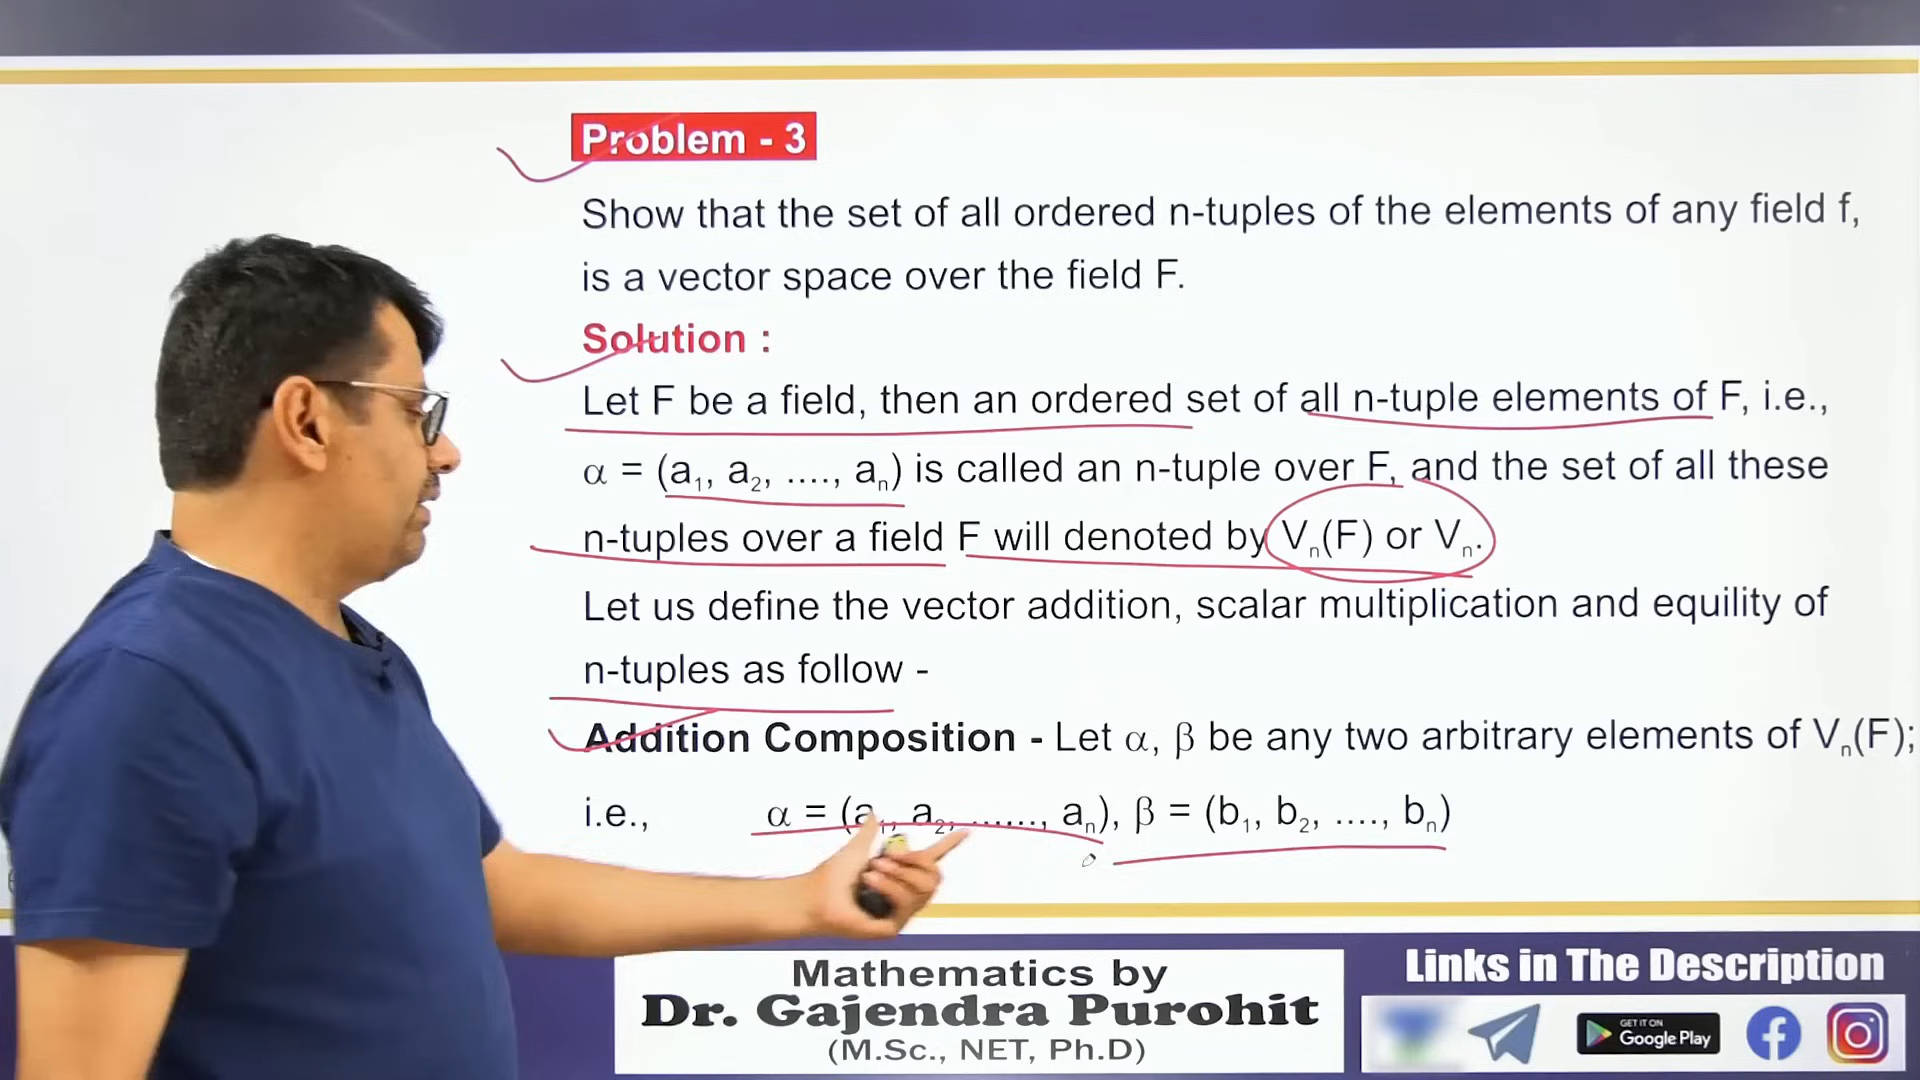 Problem - 3
Show that the set of all ordered n-tuples of the elements of any field f,
is a vector space over the field F.
Solution :
Let F be a field, then an ordered set of all n-tuple elements of F, i.e.,
α = (a₁, a₂, ...., aₙ) is called an n-tuple over F, and the set of all these
n-tuples over a field F will denoted by Vₙ(F) or Vₙ.
Let us define the vector addition, scalar multiplication and equility of
n-tuples as follow -
Addition Composition - Let α, β be any two arbitrary elements of Vₙ(F);
i.e., α = (a₁, a₂, ......, aₙ), β = (b₁, b₂, ...., bₙ)
Mathematics by
Dr. Gajendra Purohit
(M.Sc., NET, Ph.D)
Links in The Description
GET IT ON
Google Play